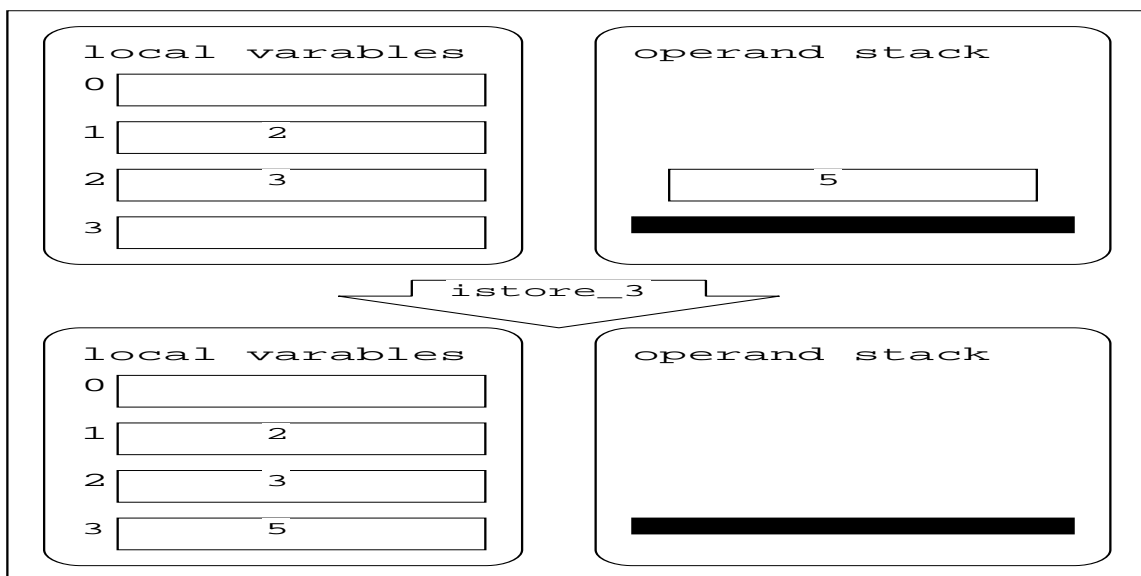 local varables
0
1 2
2 3
3
operand stack
5
istore_3
local varables
0
1 2
2 3
3 5
operand stack